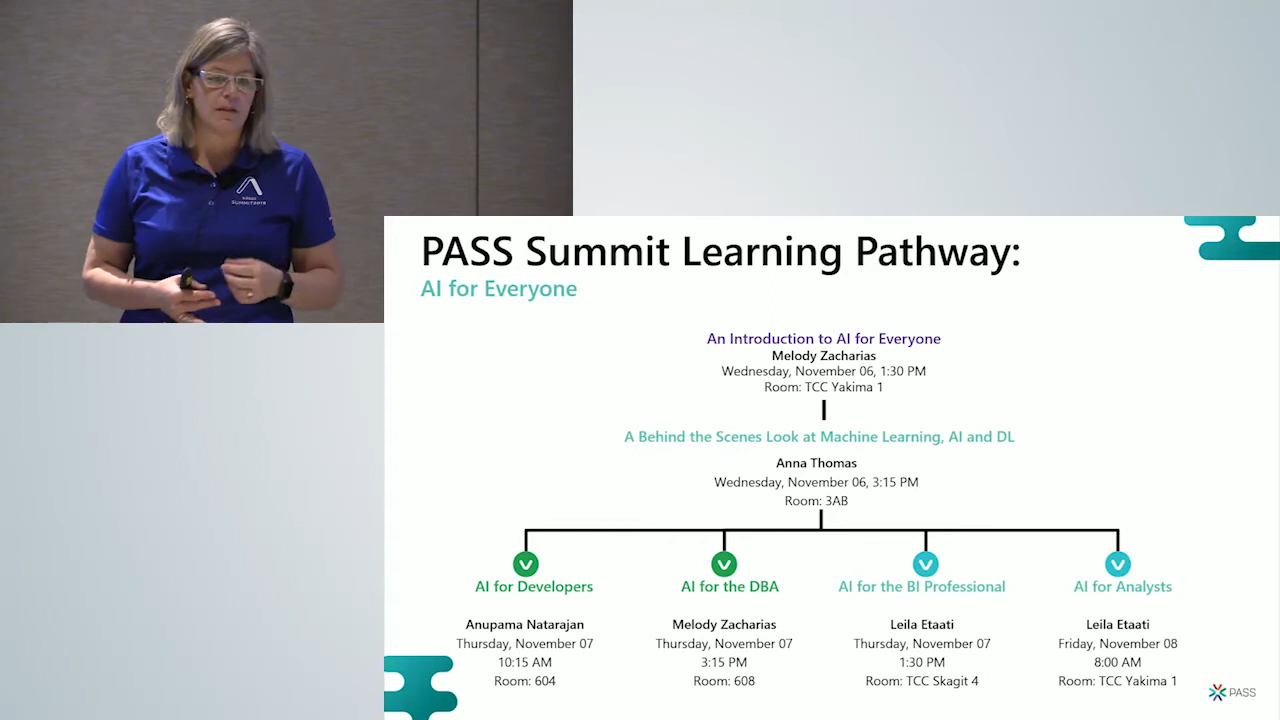 SUMMIT 2019
PASS Summit Learning Pathway:
AI for Everyone
An Introduction to AI for Everyone
Melody Zacharias
Wednesday, November 06, 1:30 PM
Room: TCC Yakima 1
A Behind the Scenes Look at Machine Learning, AI and DL
Anna Thomas
Wednesday, November 06, 3:15 PM
Room: 3AB
AI for Developers
Anupama Natarajan
Thursday, November 07
10:15 AM
Room: 604
AI for the DBA
Melody Zacharias
Thursday, November 07
3:15 PM
Room: 608
AI for the BI Professional
Leila Etaati
Thursday, November 07
1:30 PM
Room: TCC Skagit 4
AI for Analysts
Leila Etaati
Friday, November 08
8:00 AM
Room: TCC Yakima 1
PASS